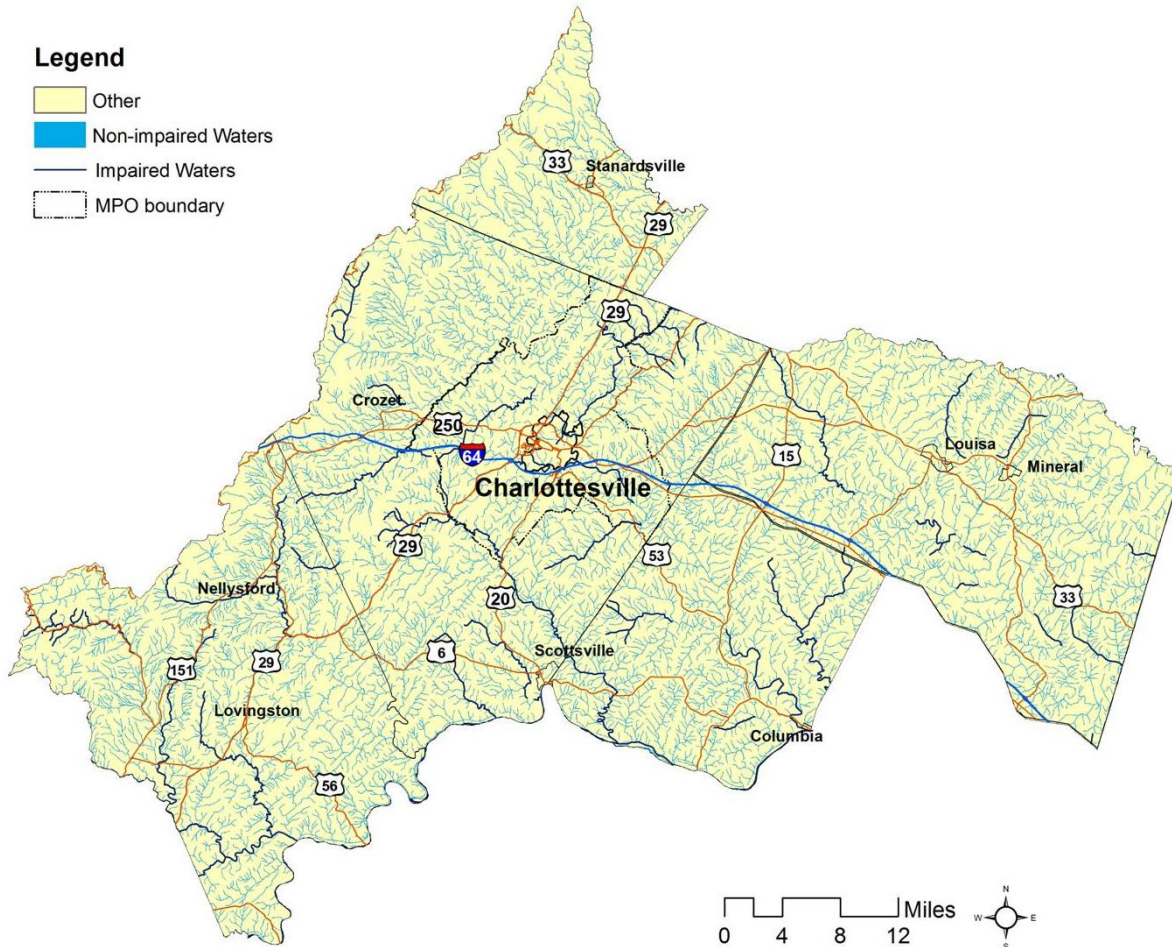 Legend
Other
Non-impaired Waters
Impaired Waters
MPO boundary
33
Stanardsville
29
29
Crozet
250
64
Charlottesville
15
Louisa
Mineral
29
53
Nellysford
20
33
6
Scottsville
151
29
Lovingston
Columbia
56
Miles
0 4 8 12
N
W E
S